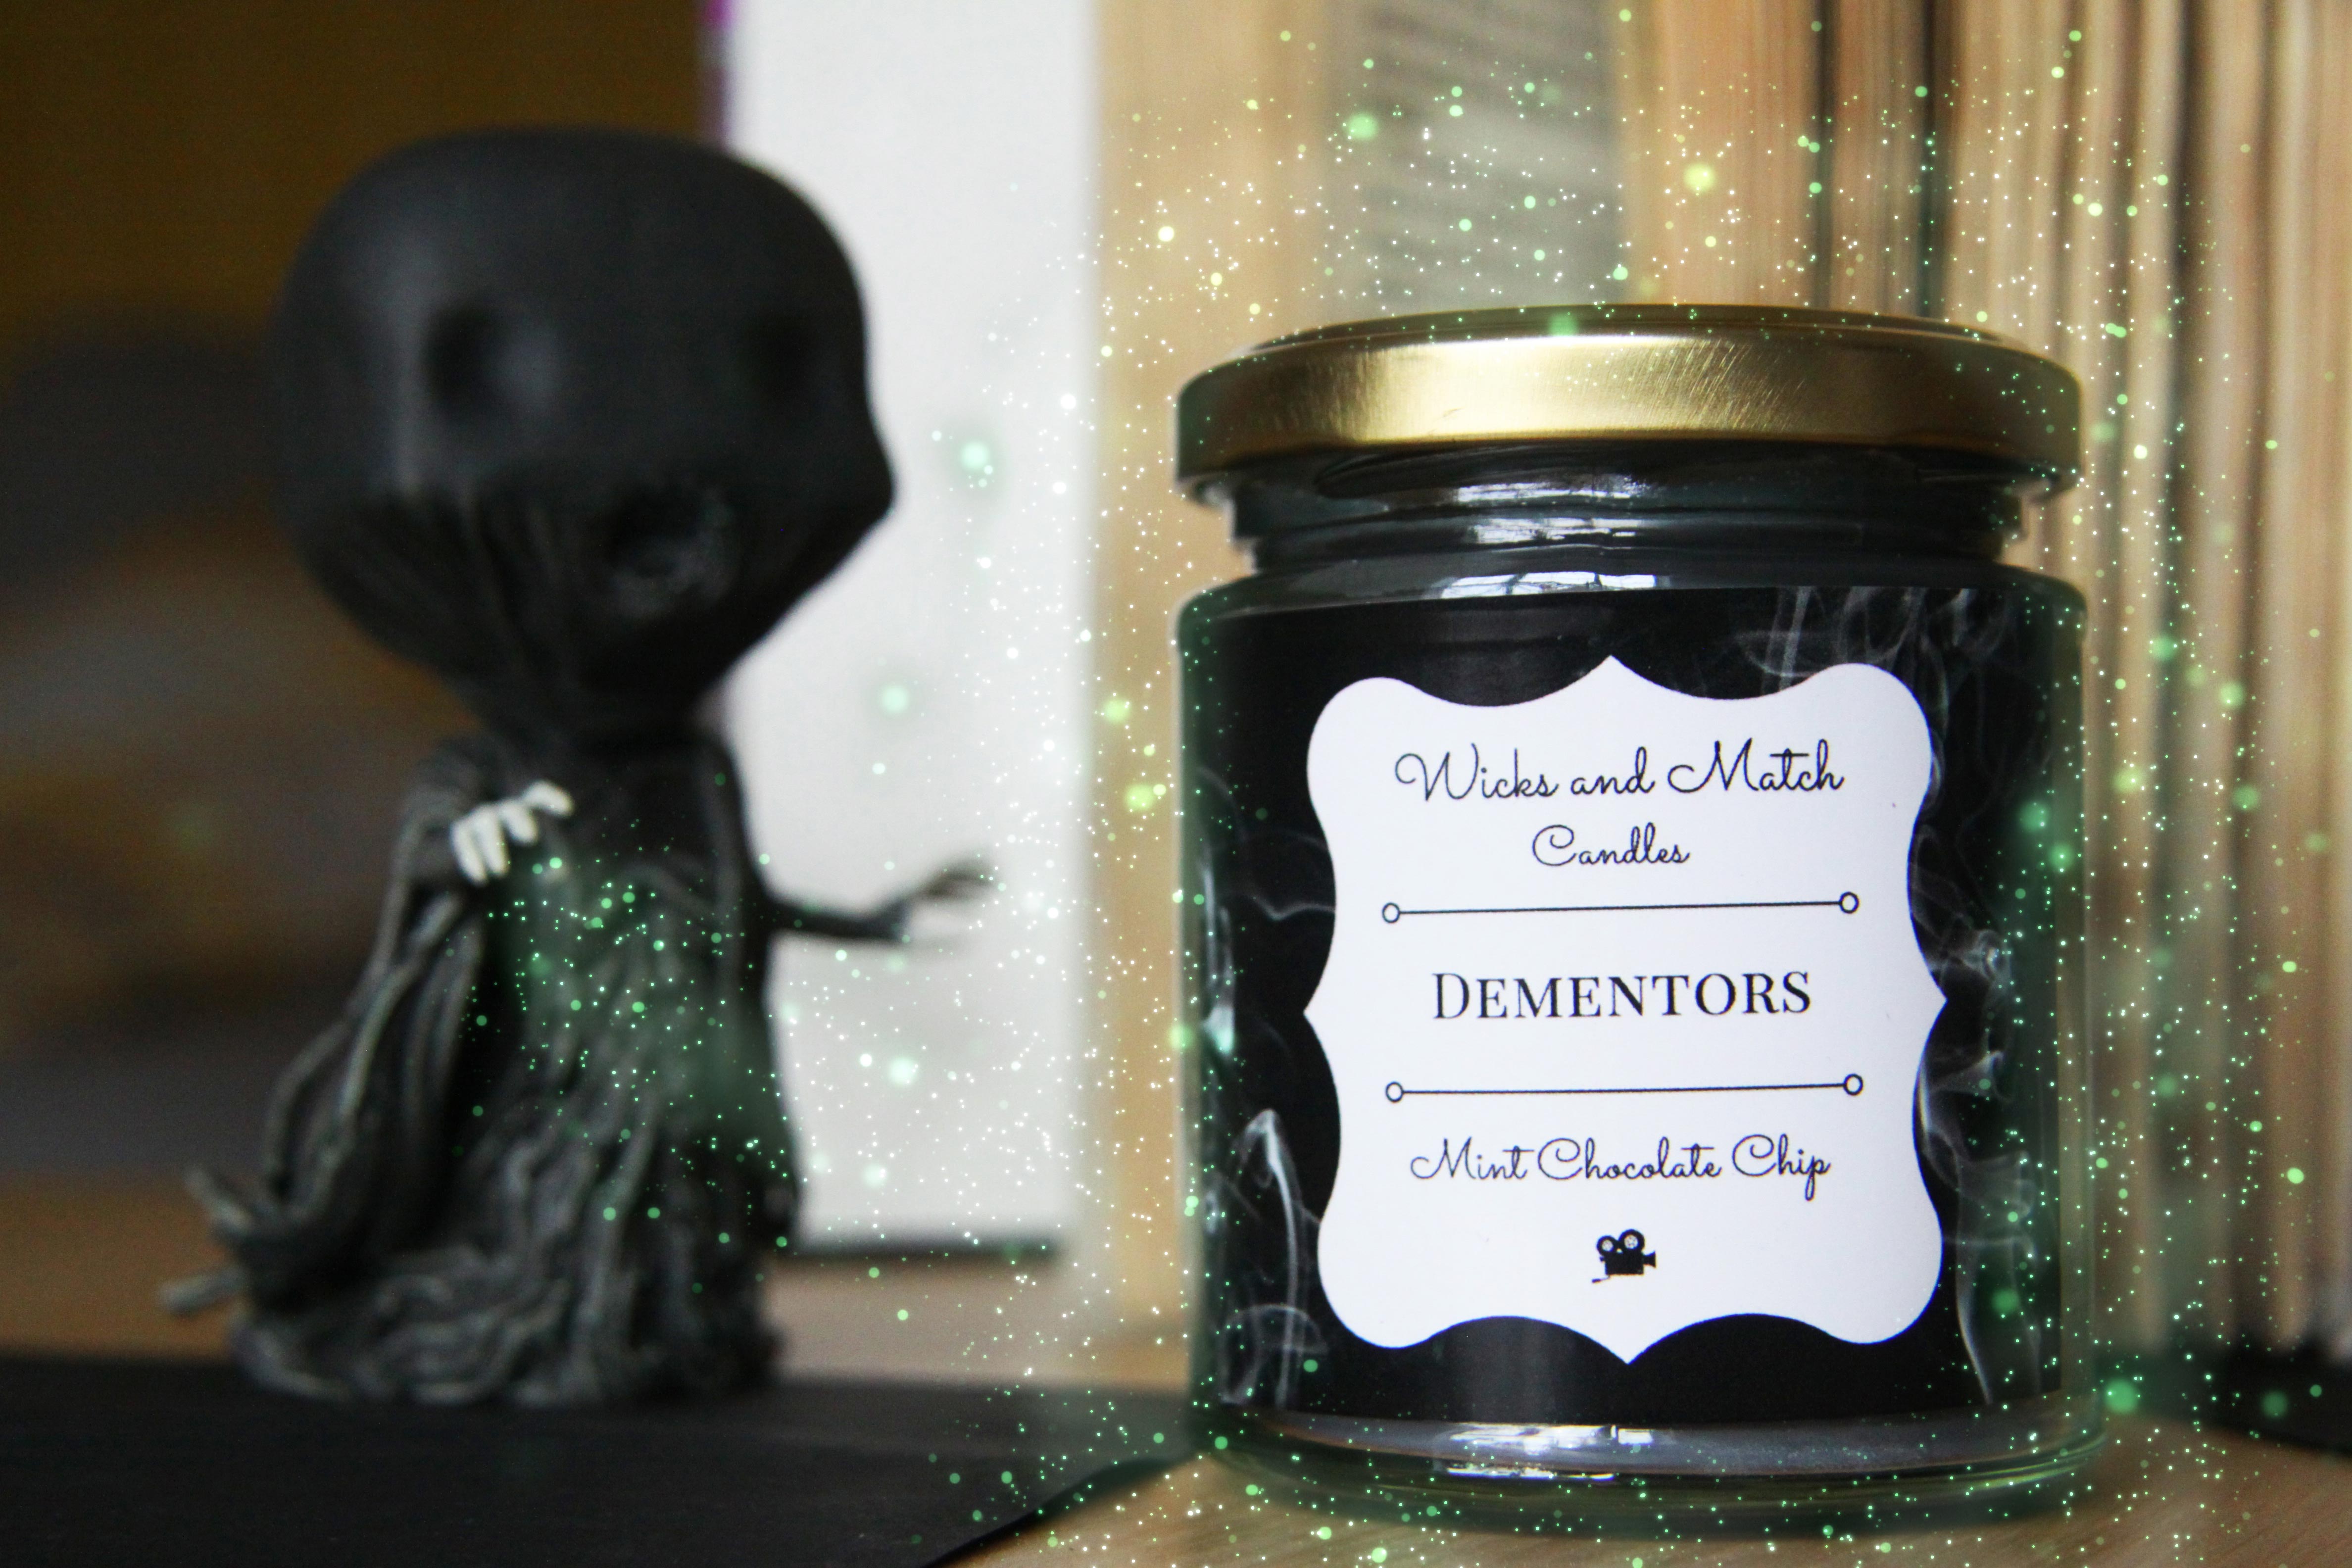 Wicks and Match
Candles
DEMENTORS
Mint Chocolate Chip